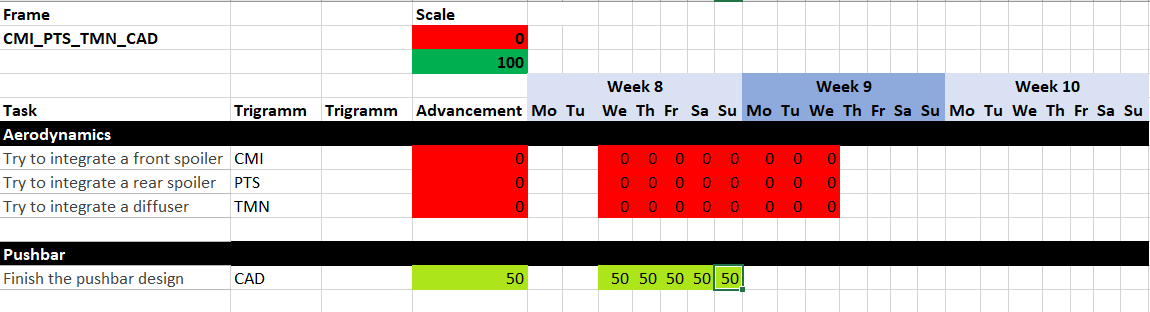 Frame Scale
CMI_PTS_TMN_CAD 0
100
Week 8 Week 9 Week 10
Task Trigramm Trigramm Advancement Mo Tu We Th Fr Sa Su Mo Tu We Th Fr Sa Su Mo Tu We Th Fr Sa Su
Aerodynamics
Try to integrate a front spoiler CMI 0 0 0 0 0 0 0 0 0
Try to integrate a rear spoiler PTS 0 0 0 0 0 0 0 0 0
Try to integrate a diffuser TMN 0 0 0 0 0 0 0 0 0
Pushbar
Finish the pushbar design CAD 50 50 50 50 50 50